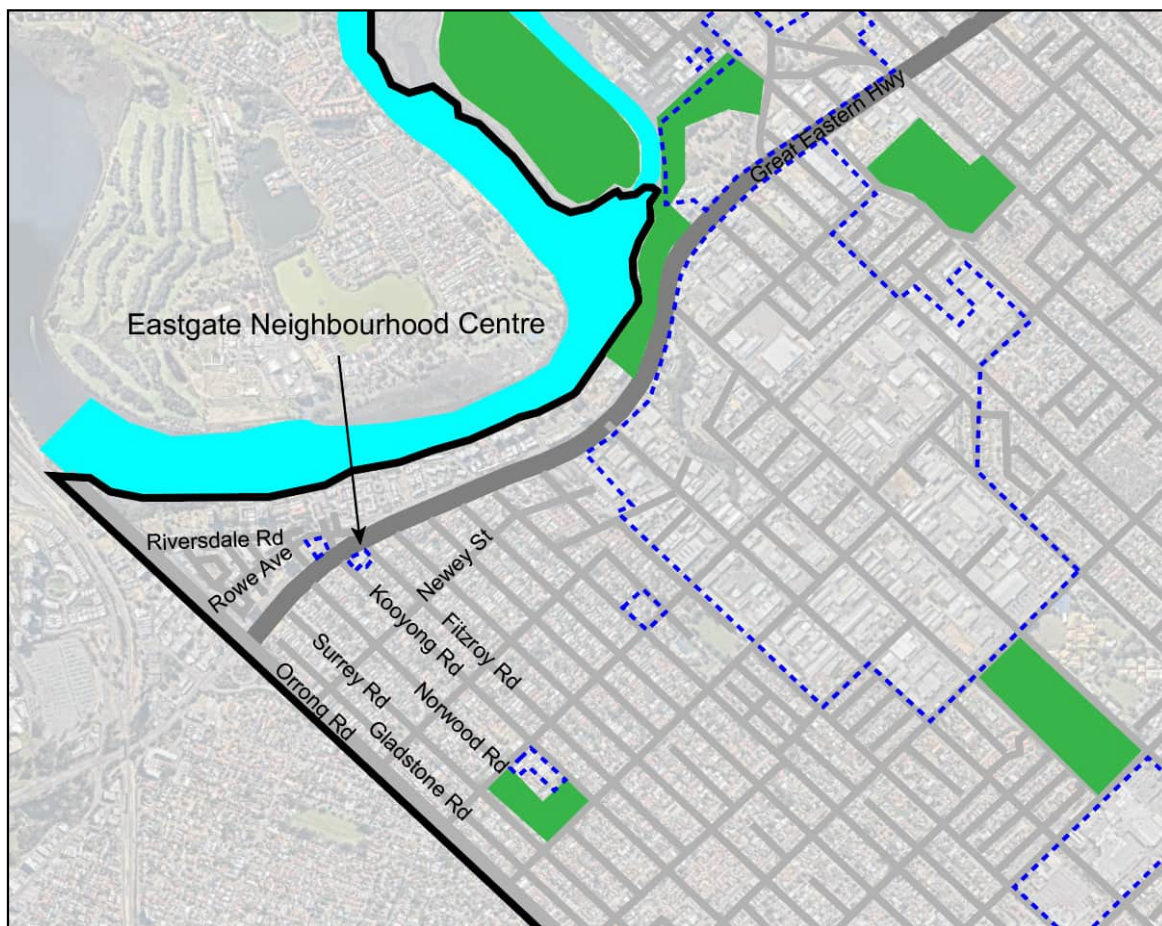 Great Eastern Hwy
Eastgate Neighbourhood Centre
Riversdale Rd
Rowe Ave
Newey St
Kooyong Rd
Fitzroy Rd
Surrey Rd
Norwood Rd
Orrong Rd
Gladstone Rd